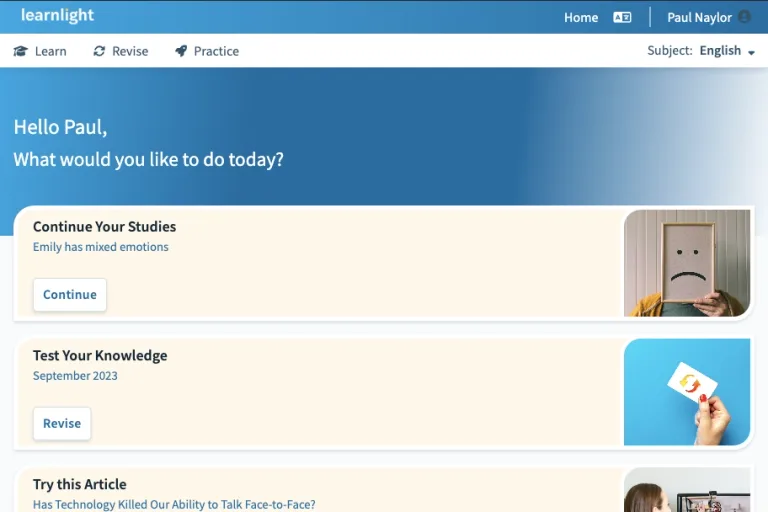 learnlight
Home
Paul Naylor
Learn
Revise
Practice
Subject: English
Hello Paul,
What would you like to do today?
Continue Your Studies
Emily has mixed emotions
Continue
Test Your Knowledge
September 2023
Revise
Try this Article
Has Technology Killed Our Ability to Talk Face-to-Face?